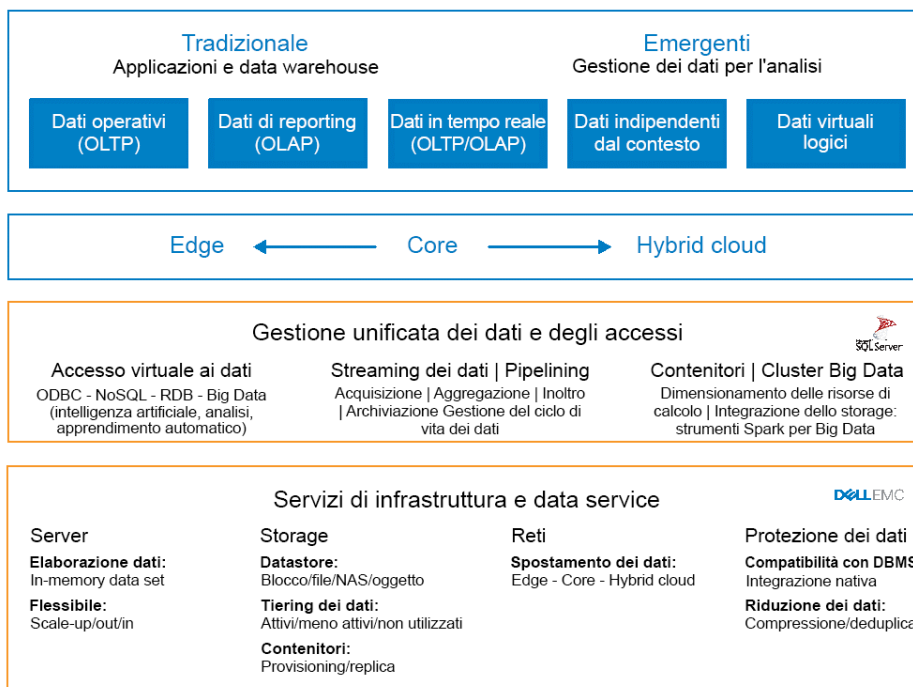 Tradizionale
Applicazioni e data warehouse
Emergenti
Gestione dei dati per l'analisi
Dati operativi
(OLTP)
Dati di reporting
(OLAP)
Dati in tempo reale
(OLTP/OLAP)
Dati indipendenti
dal contesto
Dati virtuali
logici
Edge
Core
Hybrid cloud
Gestione unificata dei dati e degli accessi
SQL Server
Accesso virtuale ai dati
ODBC - NoSQL - RDB - Big Data
(intelligenza artificiale, analisi,
apprendimento automatico)
Streaming dei dati | Pipelining
Acquisizione | Aggregazione | Inoltro
| Archiviazione Gestione del ciclo di
vita dei dati
Contenitori | Cluster Big Data
Dimensionamento delle risorse di
calcolo | Integrazione dello storage:
strumenti Spark per Big Data
Servizi di infrastruttura e data service
DELL EMC
Server
Elaborazione dati:
In-memory data set
Flessibile:
Scale-up/out/in
Storage
Datastore:
Blocco/file/NAS/oggetto
Tiering dei dati:
Attivi/meno attivi/non utilizzati
Contenitori:
Provisioning/replica
Reti
Spostamento dei dati:
Edge - Core - Hybrid cloud
Protezione dei dati
Compatibilità con DBMS
Integrazione nativa
Riduzione dei dati:
Compressione/deduplica